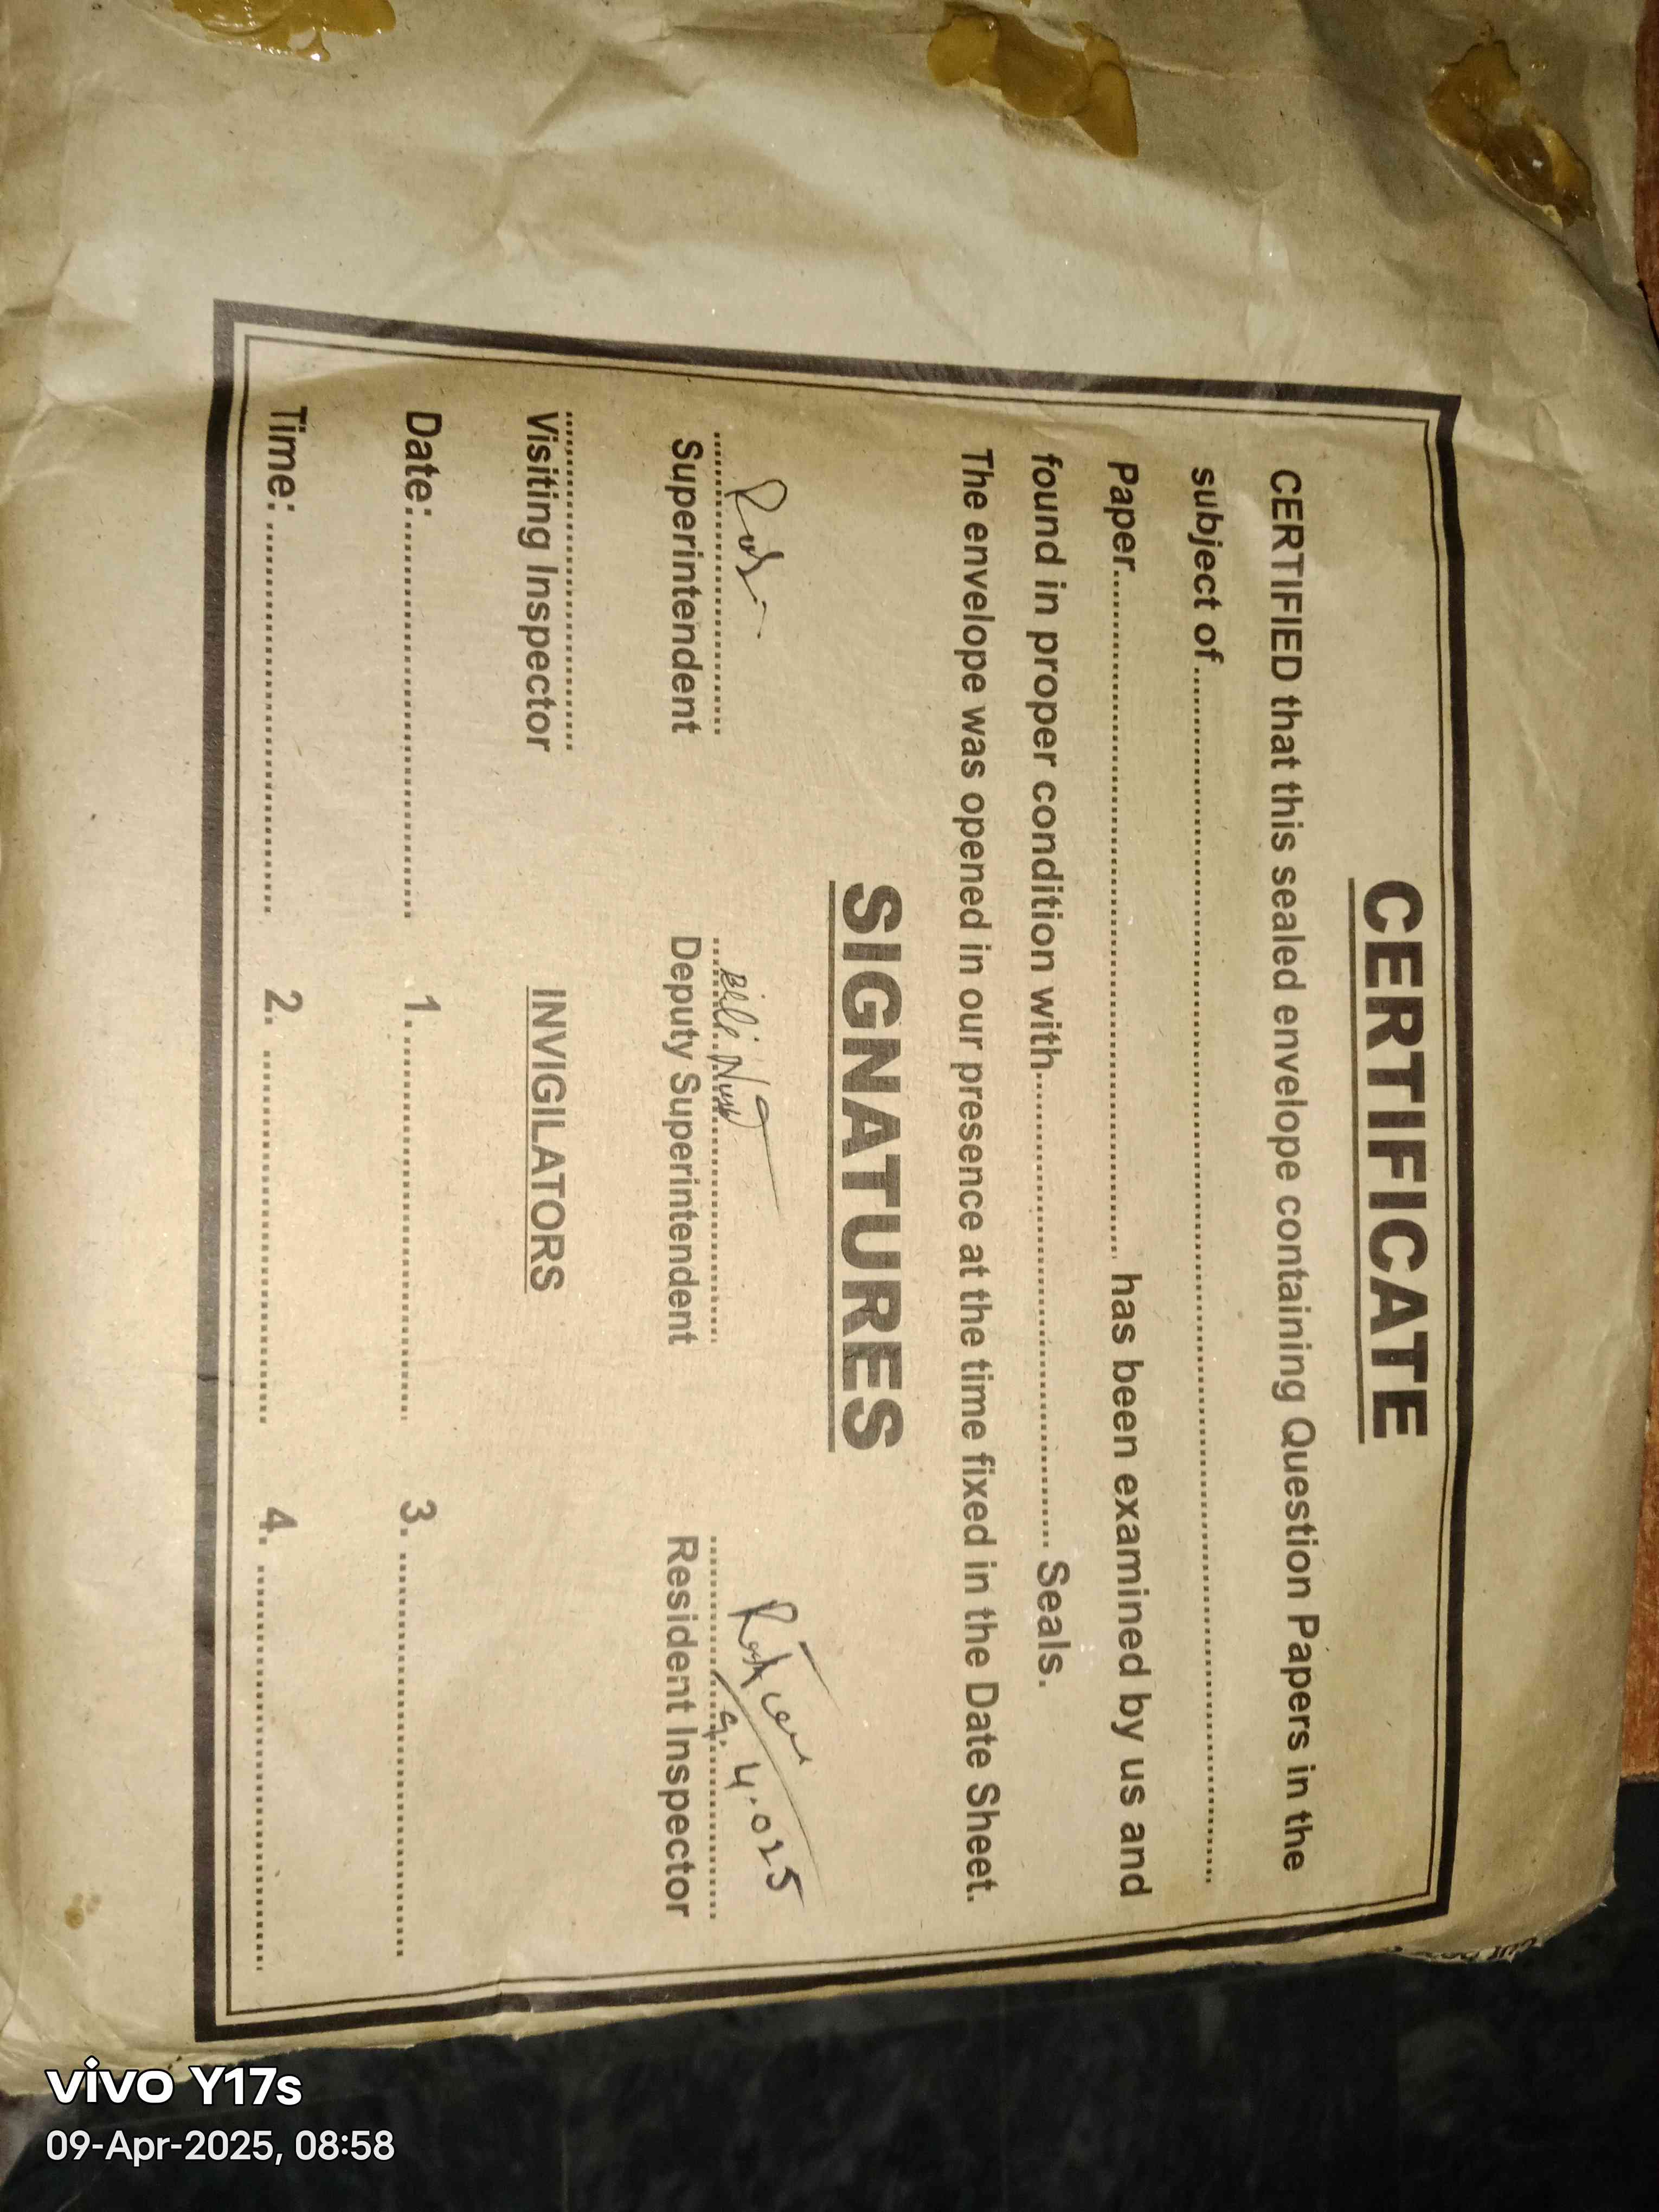 CERTIFICATE
CERTIFIED that this sealed envelope containing Question Papers in the
subject of................................................................
Paper................................................ has been examined by us and
found in proper condition with........................................ Seals.
The envelope was opened in our presence at the time fixed in the Date Sheet.
SIGNATURES
9.4.025
Superintendent Deputy Superintendent Resident Inspector
Visiting Inspector INVIGILATORS
Date:.............................. 1............................... 3...............................
Time: .............................. 2. .............................. 4. ..............................
vivo Y17s
09-Apr-2025, 08:58